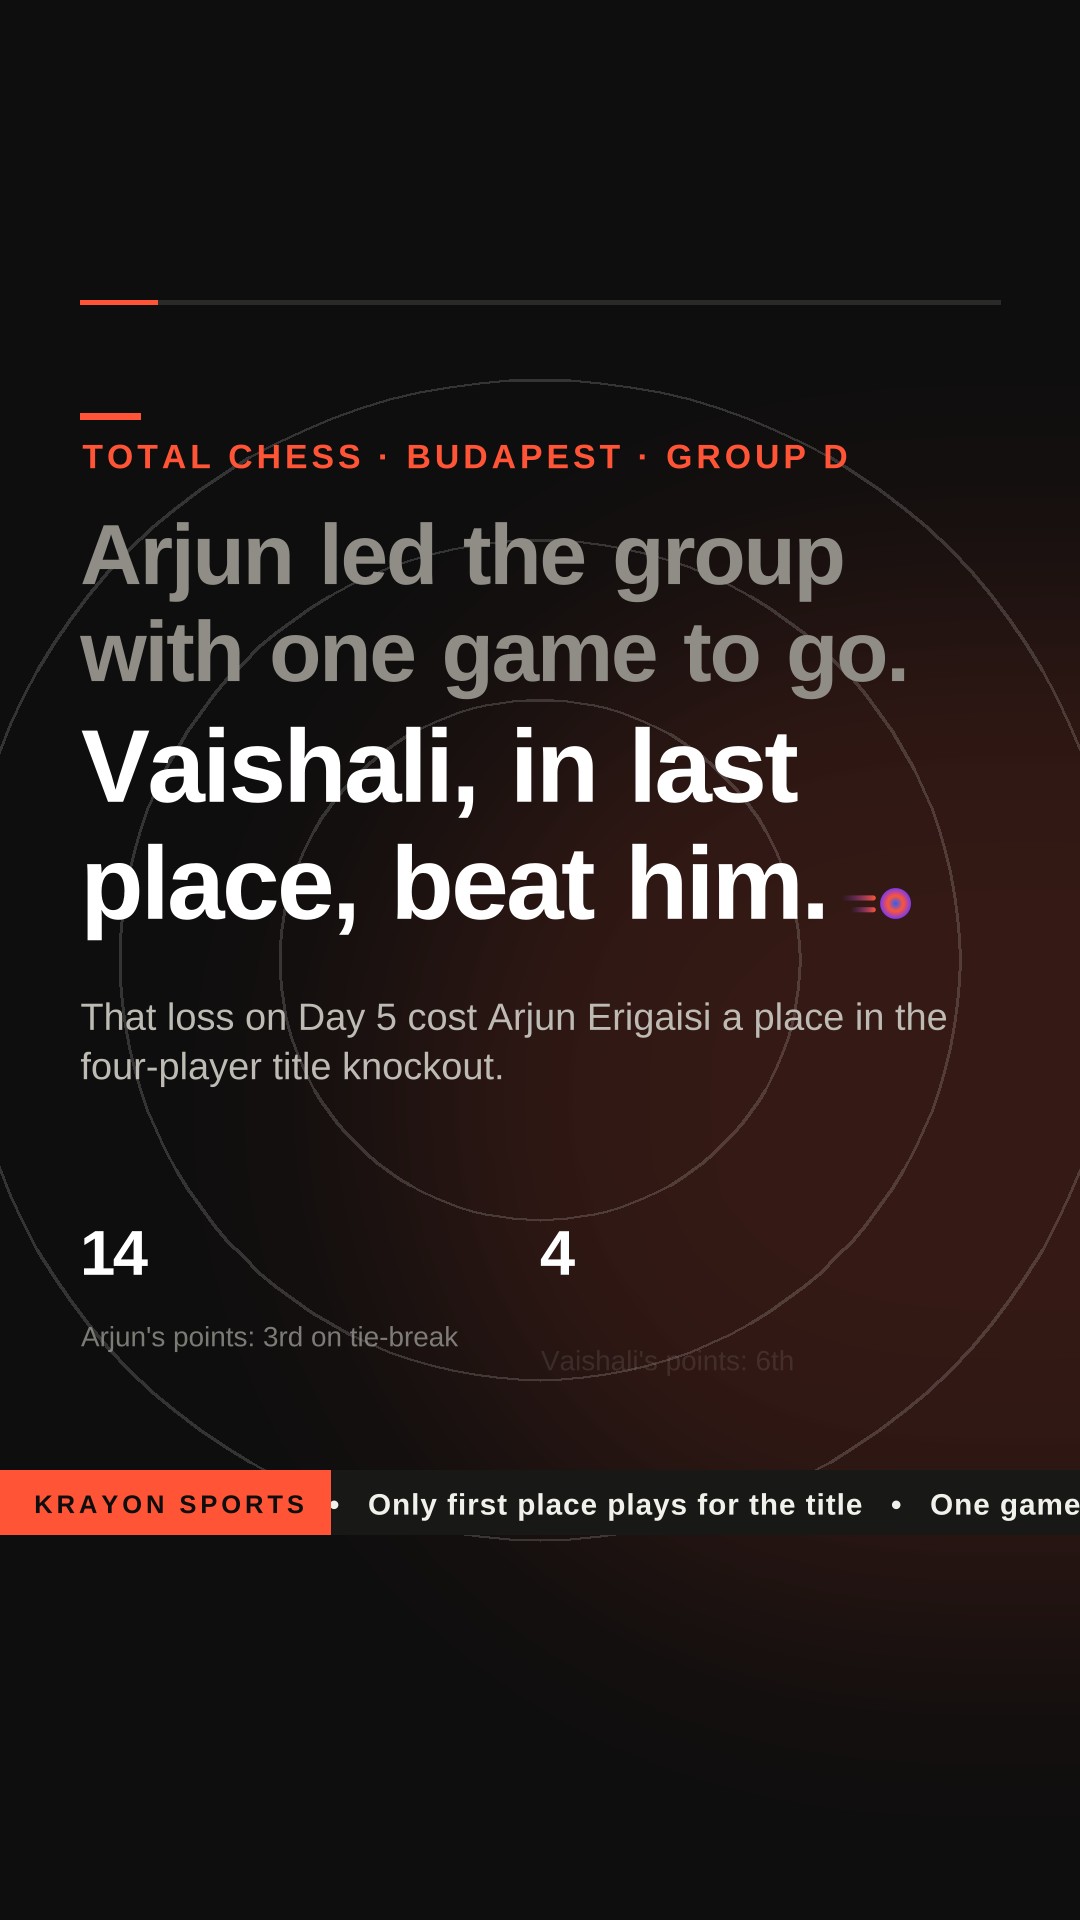 TOTAL CHESS · BUDAPEST · GROUP D
Arjun led the group
with one game to go.
Vaishali, in last
place, beat him.
That loss on Day 5 cost Arjun Erigaisi a place in the
four-player title knockout.
14
4
Arjun's points: 3rd on tie-break
Vaishali's points: 6th
KRAYON SPORTS • Only first place plays for the title • One game